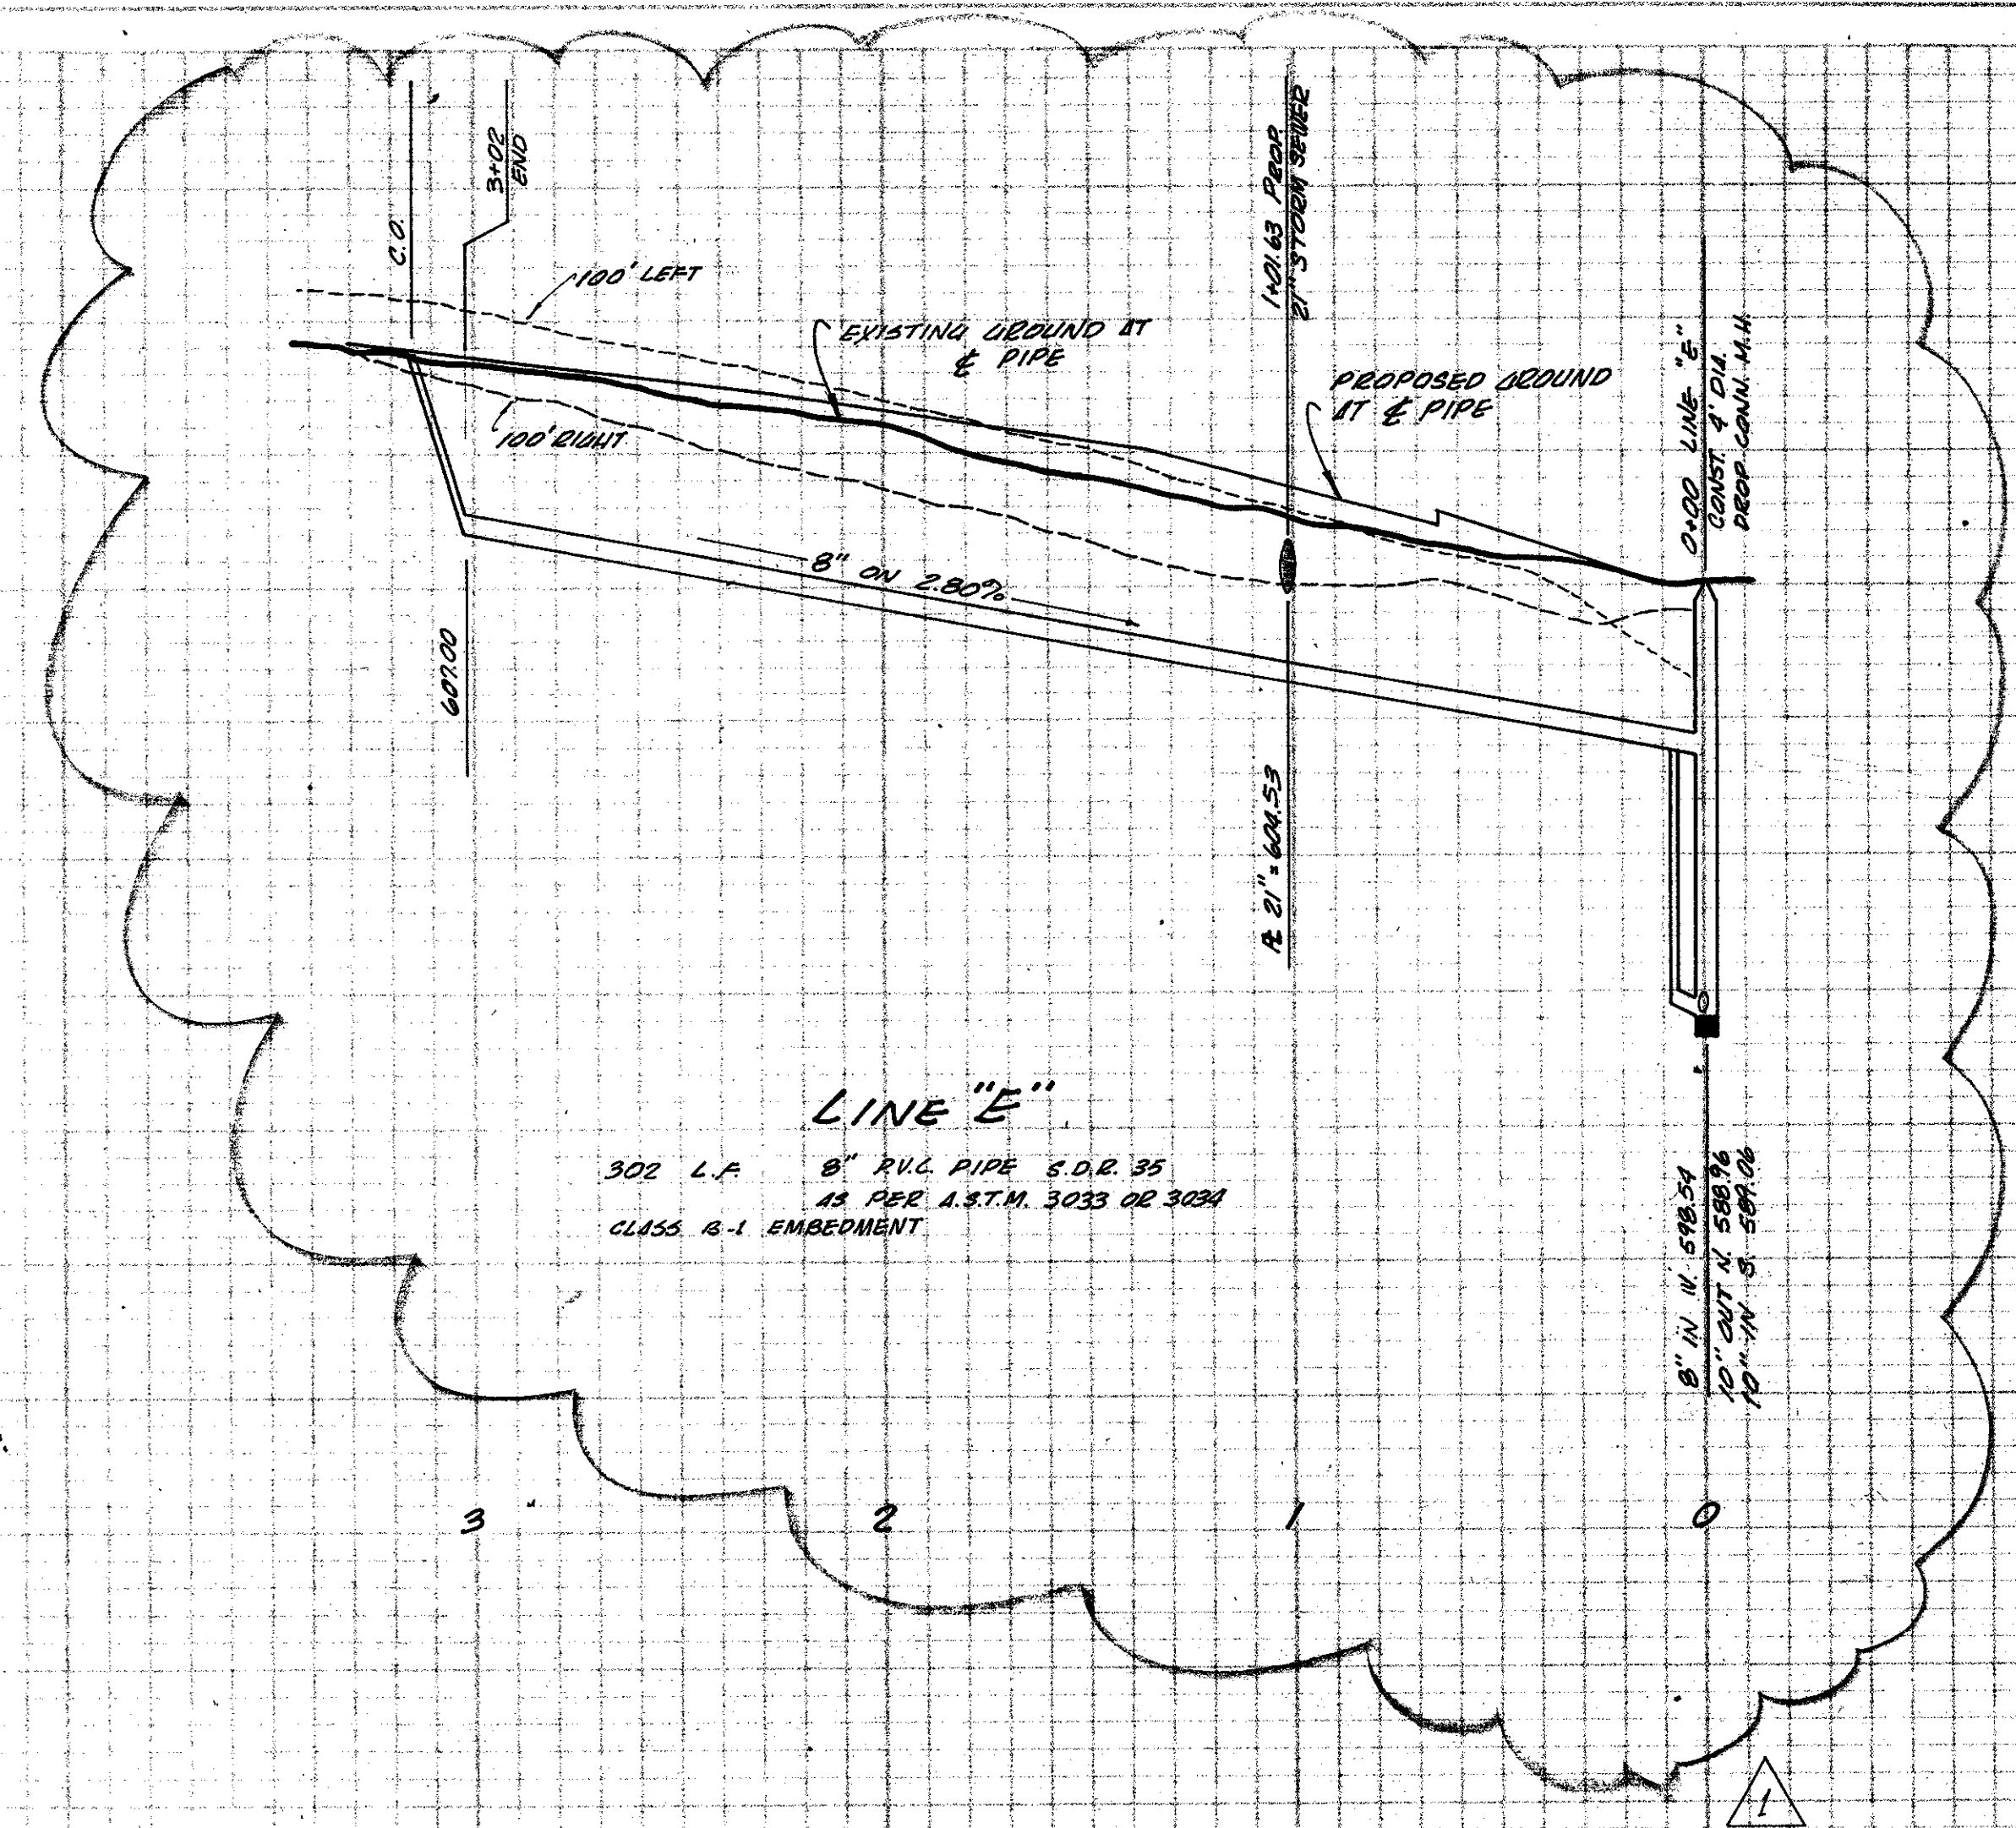 C.O.
3+02
END
1+01.63 PROP.
21" STORM SEWER
100' LEFT
EXISTING GROUND AT
℄ PIPE
PROPOSED GROUND
AT ℄ PIPE
0+00 LINE "E"
CONST. 4' DIA.
DROP CONN. M.H.
100' RIGHT
8" ON 2.80%
607.00
21" = 604.53
LINE "E"
302 L.F. 8" P.V.C. PIPE S.D.R. 35
AS PER A.S.T.M. 3033 OR 3034
CLASS B-1 EMBEDMENT
8" IN W. 598.54
10" OUT N. 588.96
10" IN S. 589.06
3 2 1 0
1